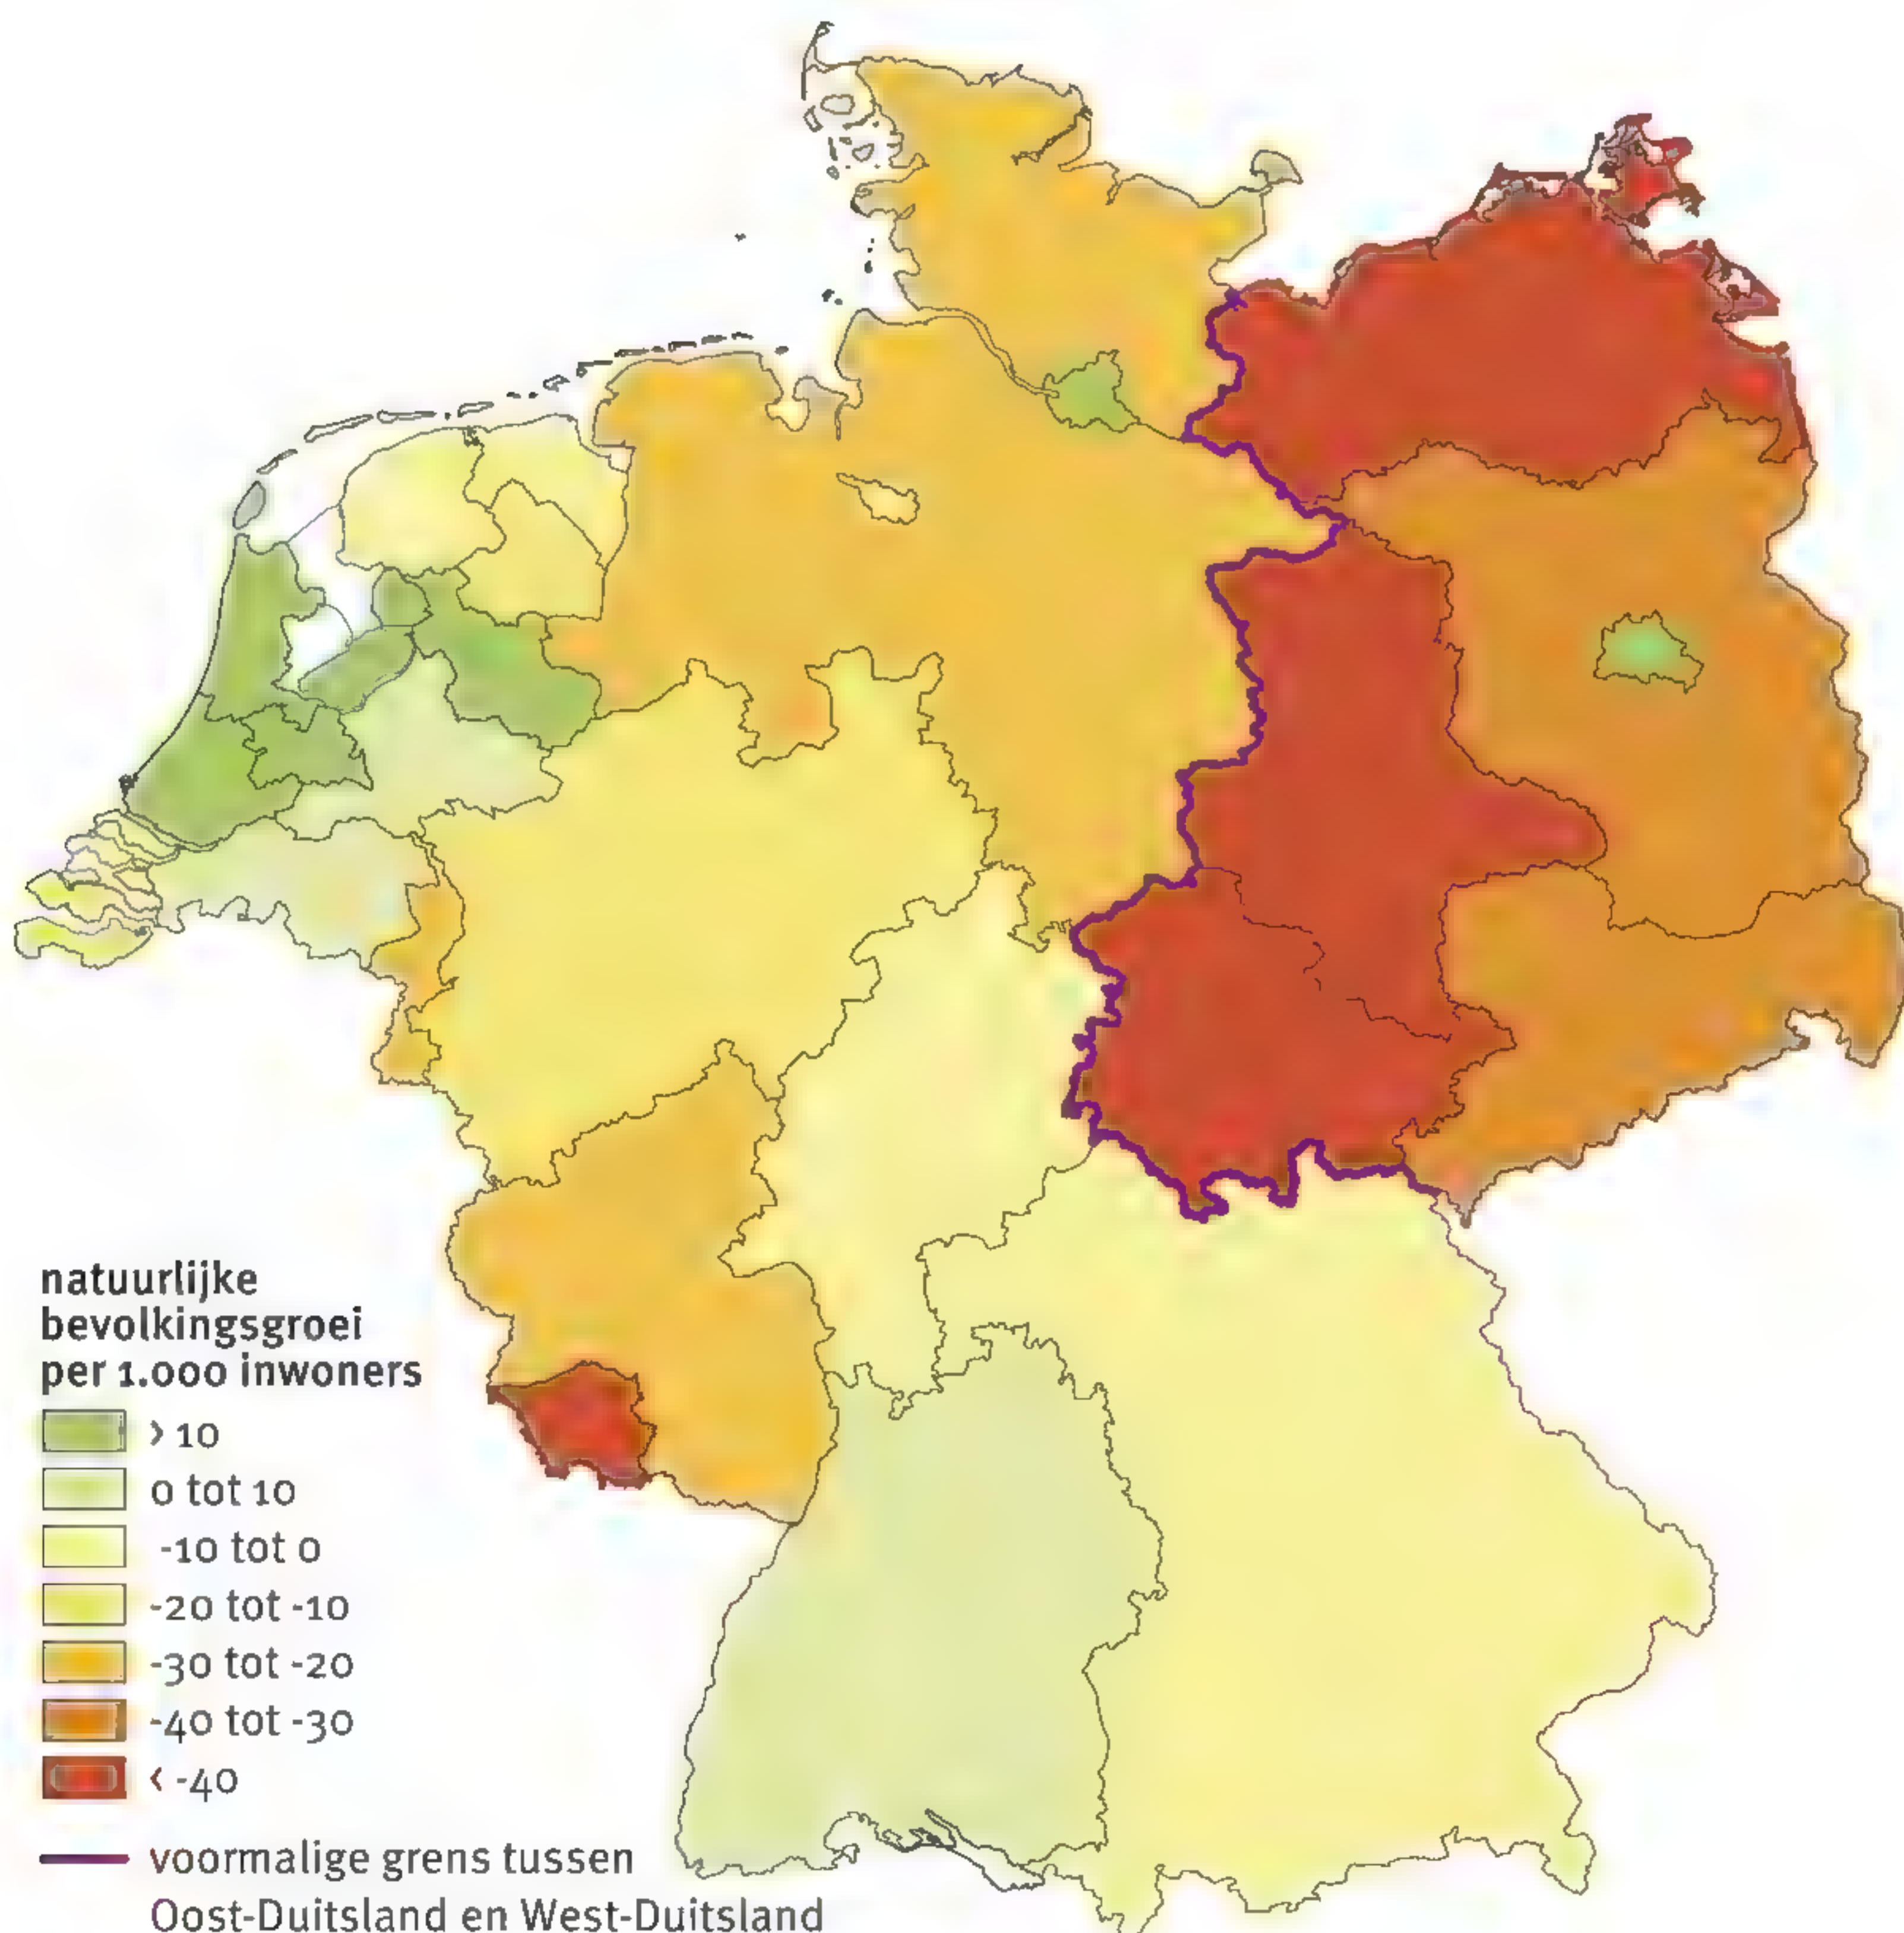 natuurlijke
bevolkingsgroei
per 1.000 inwoners
> 10
0 tot 10
-10 tot 0
-20 tot -10
-30 tot -20
-40 tot -30
< -40
voormalige grens tussen
Oost-Duitsland en West-Duitsland